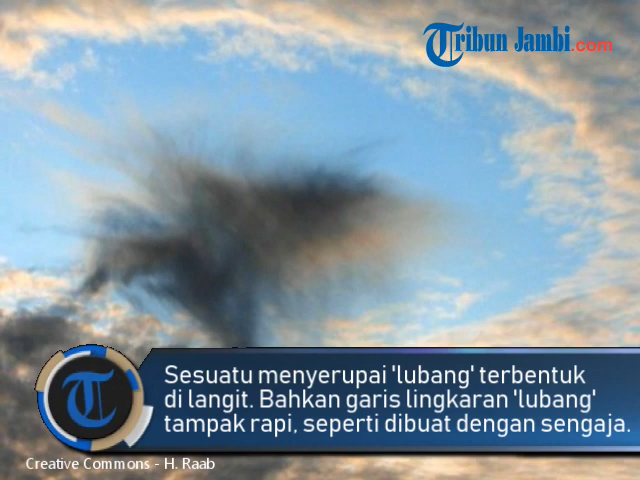 Tribun Jambi.com
Sesuatu menyerupai 'lubang' terbentuk
di langit. Bahkan garis lingkaran 'lubang'
tampak rapi, seperti dibuat dengan sengaja.
Creative Commons - H. Raab